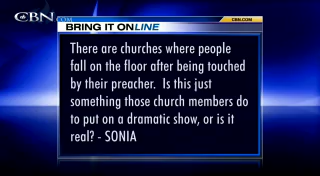 CBN.COM
CBN.COM
BRING IT ONLINE
There are churches where people
fall on the floor after being touched
by their preacher. Is this just
something those church members do
to put on a dramatic show, or is it
real? - SONIA